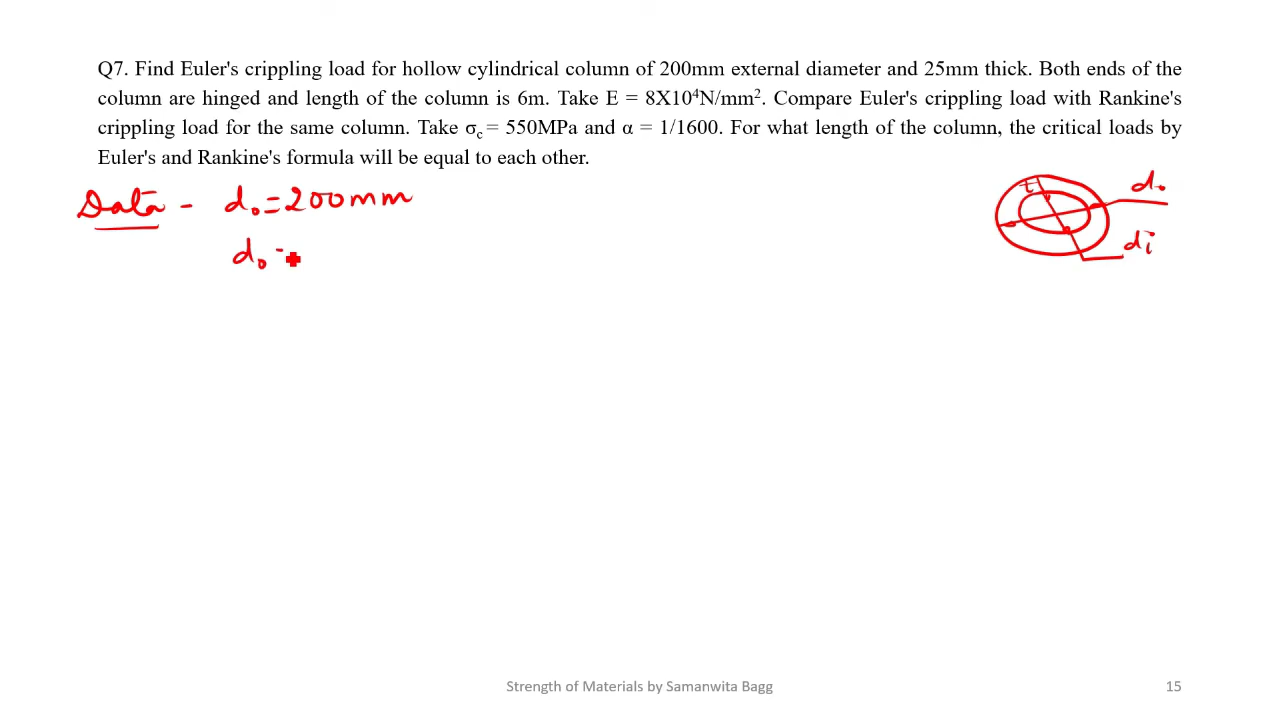 Q7. Find Euler's crippling load for hollow cylindrical column of 200mm external diameter and 25mm thick. Both ends of the
column are hinged and length of the column is 6m. Take E = 8X10⁴N/mm². Compare Euler's crippling load with Rankine's
crippling load for the same column. Take σc = 550MPa and α = 1/1600. For what length of the column, the critical loads by
Euler's and Rankine's formula will be equal to each other.
Data - do = 200mm
do =
t
do
di
Strength of Materials by Samanwita Bagg
15